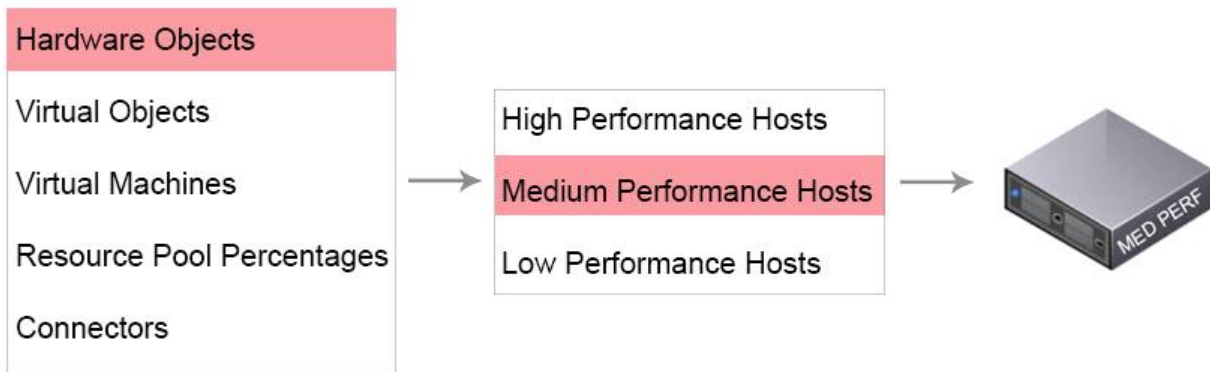 Hardware Objects
Virtual Objects
Virtual Machines
Resource Pool Percentages
Connectors
High Performance Hosts
Medium Performance Hosts
Low Performance Hosts
MED PERF